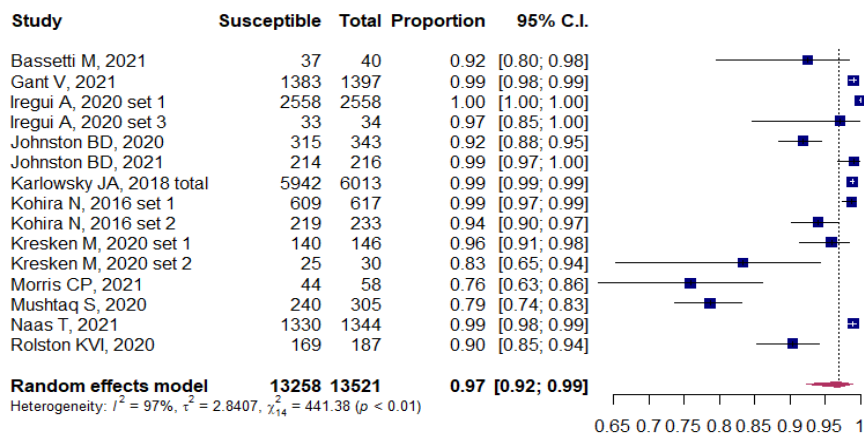 Study Susceptible Total Proportion 95% C.I.
Bassetti M, 2021 37 40 0.92 [0.80; 0.98]
Gant V, 2021 1383 1397 0.99 [0.98; 0.99]
Iregui A, 2020 set 1 2558 2558 1.00 [1.00; 1.00]
Iregui A, 2020 set 3 33 34 0.97 [0.85; 1.00]
Johnston BD, 2020 315 343 0.92 [0.88; 0.95]
Johnston BD, 2021 214 216 0.99 [0.97; 1.00]
Karlowsky JA, 2018 total 5942 6013 0.99 [0.99; 0.99]
Kohira N, 2016 set 1 609 617 0.99 [0.97; 0.99]
Kohira N, 2016 set 2 219 233 0.94 [0.90; 0.97]
Kresken M, 2020 set 1 140 146 0.96 [0.91; 0.98]
Kresken M, 2020 set 2 25 30 0.83 [0.65; 0.94]
Morris CP, 2021 44 58 0.76 [0.63; 0.86]
Mushtaq S, 2020 240 305 0.79 [0.74; 0.83]
Naas T, 2021 1330 1344 0.99 [0.98; 0.99]
Rolston KVI, 2020 169 187 0.90 [0.85; 0.94]
Random effects model 13258 13521 0.97 [0.92; 0.99]
Heterogeneity: I² = 97%, τ² = 2.8407, χ²₁₄ = 441.38 (p < 0.01)
0.65 0.7 0.75 0.8 0.85 0.9 0.95 1